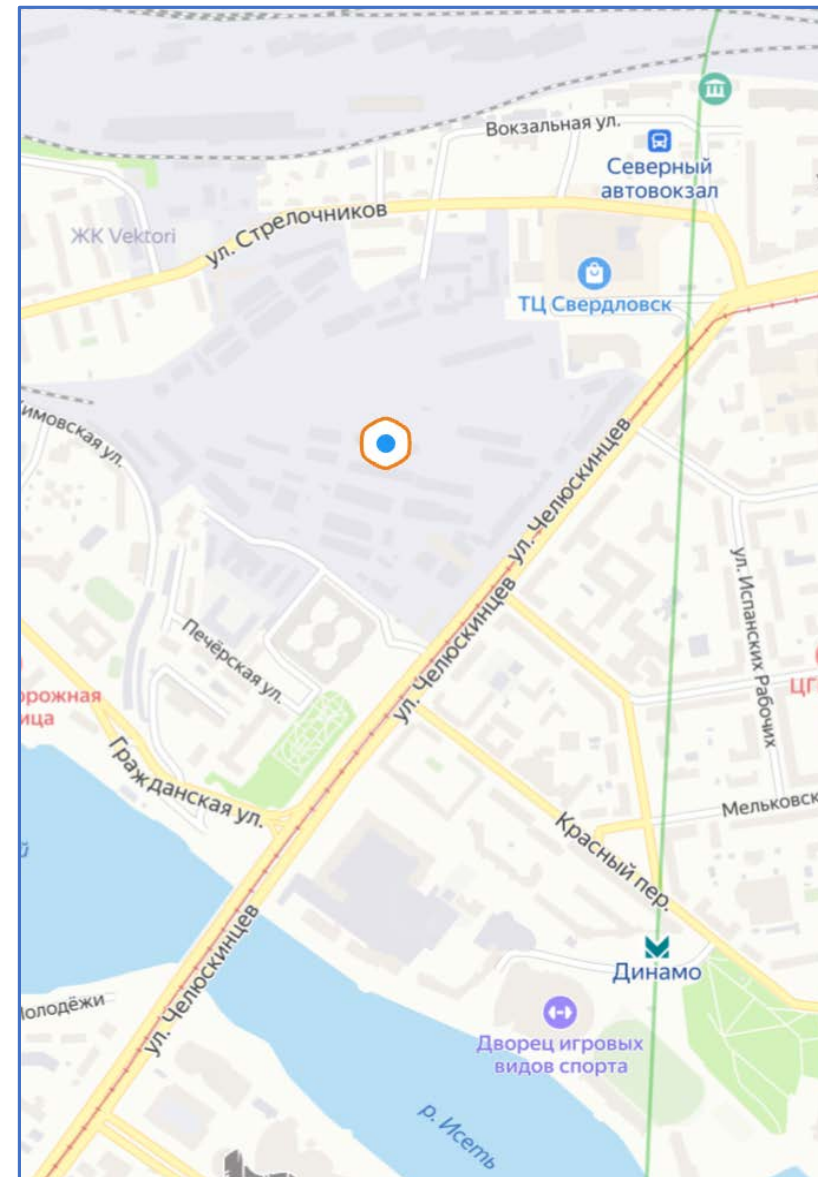 Вокзальная ул.
Северный
автовокзал
ул. Стрелочников
ЖК Vektori
ТЦ Свердловск
ул. Челюскинцев
ул. Испанских Рабочих
ул. Челюскинцев
Печёрская ул.
Гражданская ул.
Красный пер.
ул. Челюскинцев
Динамо
Дворец игровых
видов спорта
р. Исеть